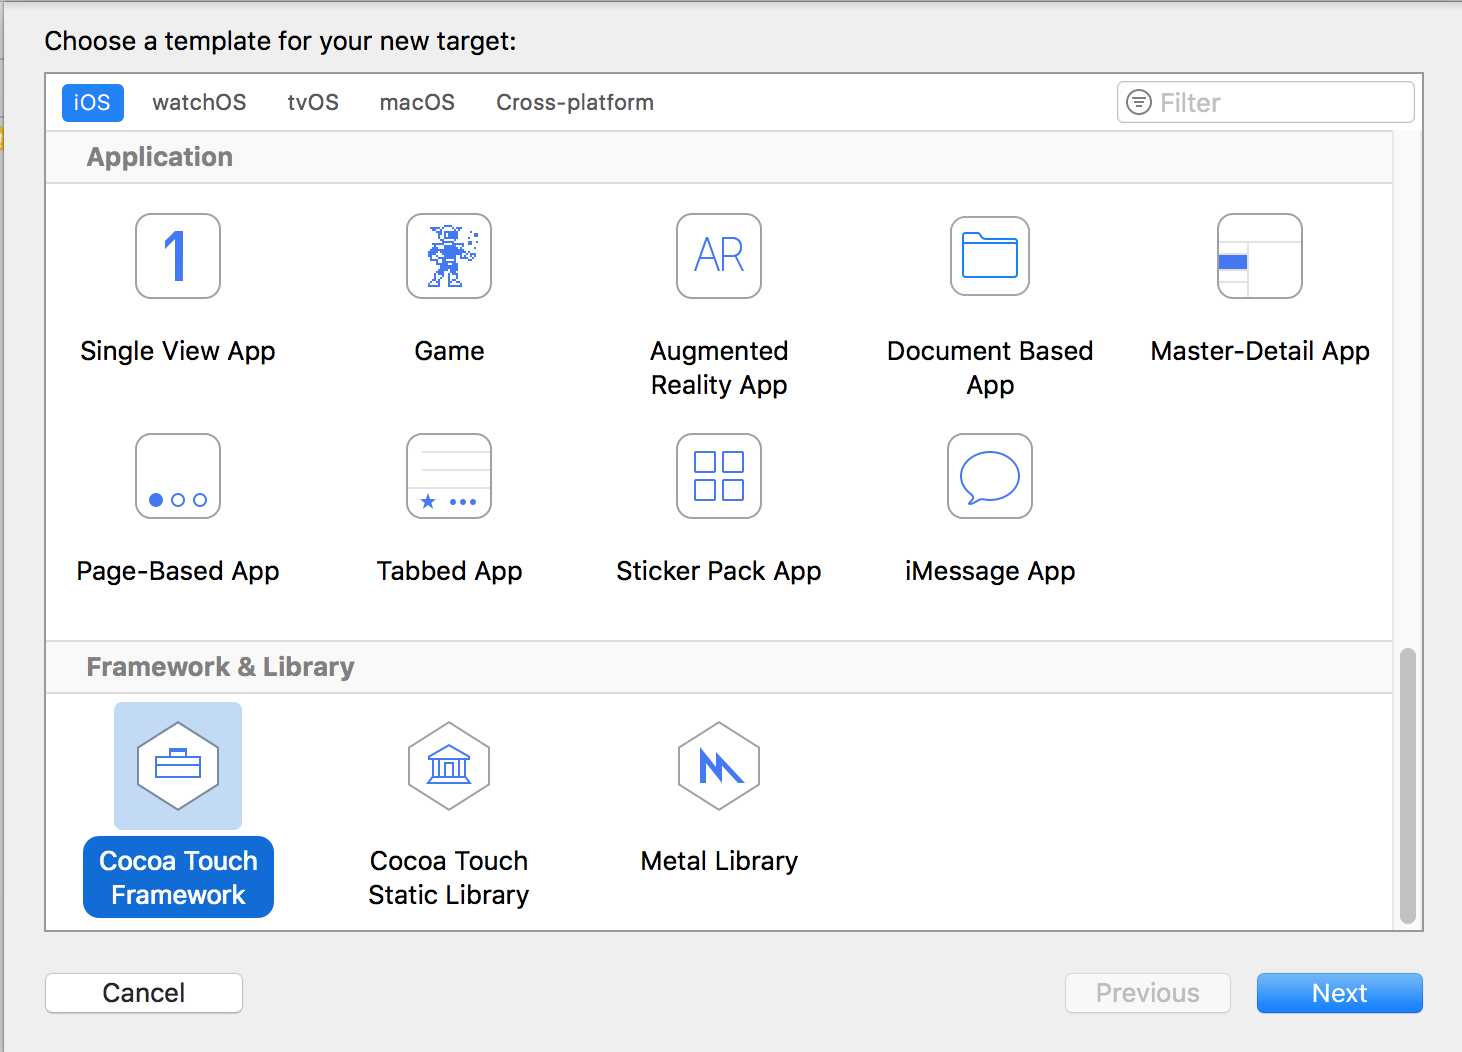 Choose a template for your new target:
iOS watchOS tvOS macOS Cross-platform Filter
Application
1 AR
Single View App Game Augmented Document Based Master-Detail App
Reality App App
Page-Based App Tabbed App Sticker Pack App iMessage App
Framework & Library
Cocoa Touch Cocoa Touch Metal Library
Framework Static Library
Cancel Previous Next